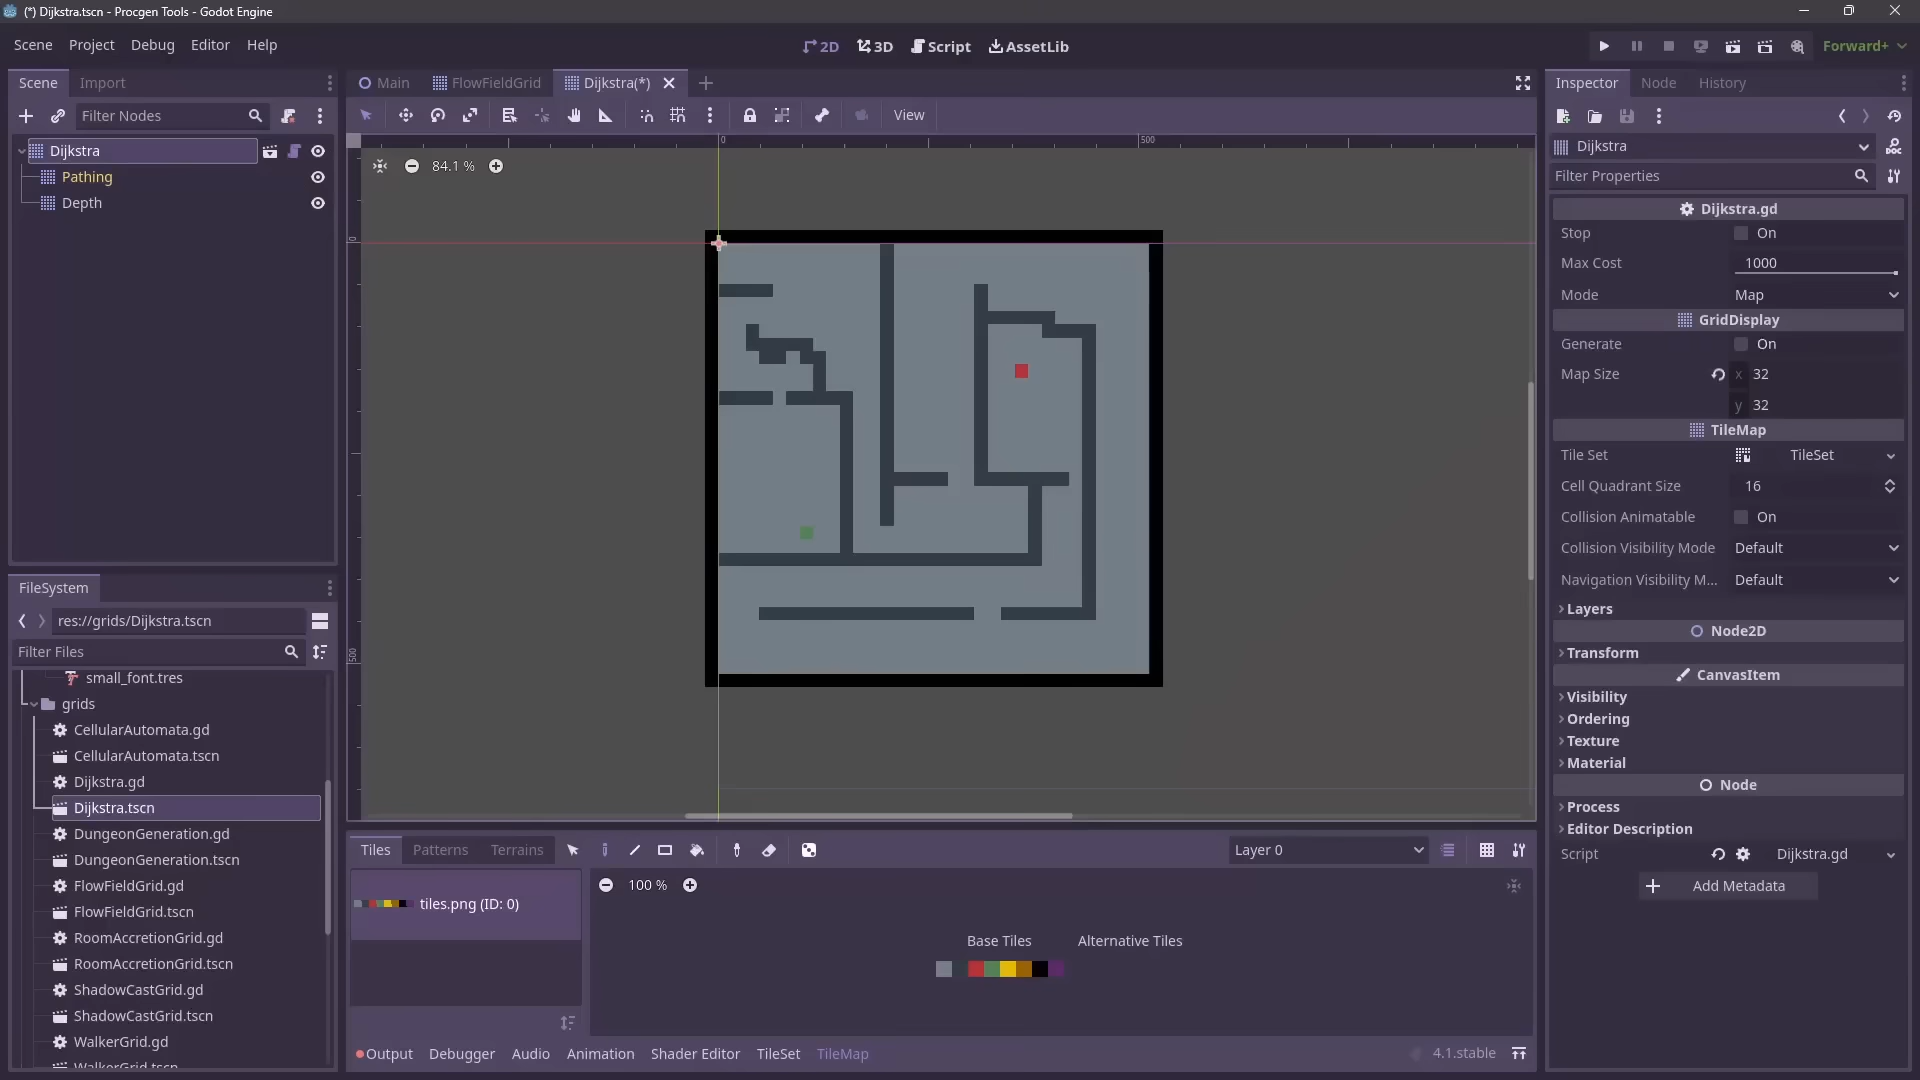 (*) Dijkstra.tscn - Procgen Tools - Godot Engine
Scene Project Debug Editor Help
2D 3D Script AssetLib
Forward+
Scene Import
Filter Nodes
Dijkstra
Pathing
Depth
FileSystem
res://grids/Dijkstra.tscn
Filter Files
small_font.tres
grids
CellularAutomata.gd
CellularAutomata.tscn
Dijkstra.gd
Dijkstra.tscn
DungeonGeneration.gd
DungeonGeneration.tscn
FlowFieldGrid.gd
FlowFieldGrid.tscn
RoomAccretionGrid.gd
RoomAccretionGrid.tscn
ShadowCastGrid.gd
ShadowCastGrid.tscn
WalkerGrid.gd
WalkerGrid.tscn
Main FlowFieldGrid Dijkstra(*)
View
0 500
84.1 %
0
500
Tiles Patterns Terrains
Layer 0
tiles.png (ID: 0)
100 %
Base Tiles Alternative Tiles
Output Debugger Audio Animation Shader Editor TileSet TileMap
4.1.stable
Inspector Node History
Dijkstra
DOC
Filter Properties
Dijkstra.gd
Stop On
Max Cost 1000
Mode Map
GridDisplay
Generate On
Map Size x 32
y 32
TileMap
Tile Set TileSet
Cell Quadrant Size 16
Collision Animatable On
Collision Visibility Mode Default
Navigation Visibility M... Default
Layers
Node2D
Transform
CanvasItem
Visibility
Ordering
Texture
Material
Node
Process
Editor Description
Script Dijkstra.gd
Add Metadata